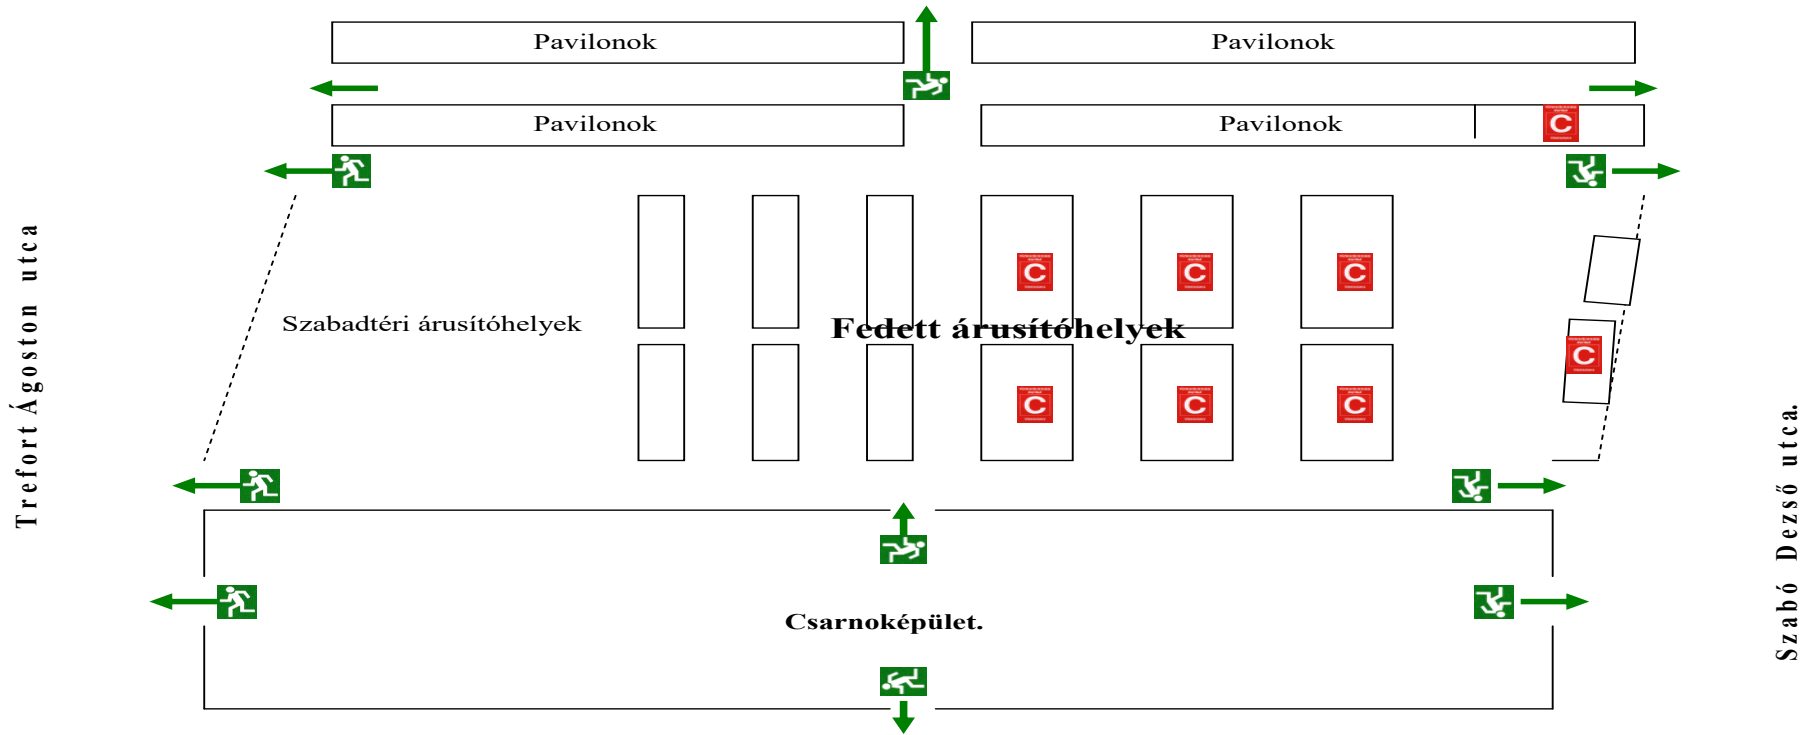 Pavilonok
Pavilonok
Pavilonok
Pavilonok
C
Trefort Ágoston utca
C
C
C
Szabadtéri árusítóhelyek
Fedett árusítóhelyek
C
C
C
C
Szabó Dezső utca.
Csarnoképület.